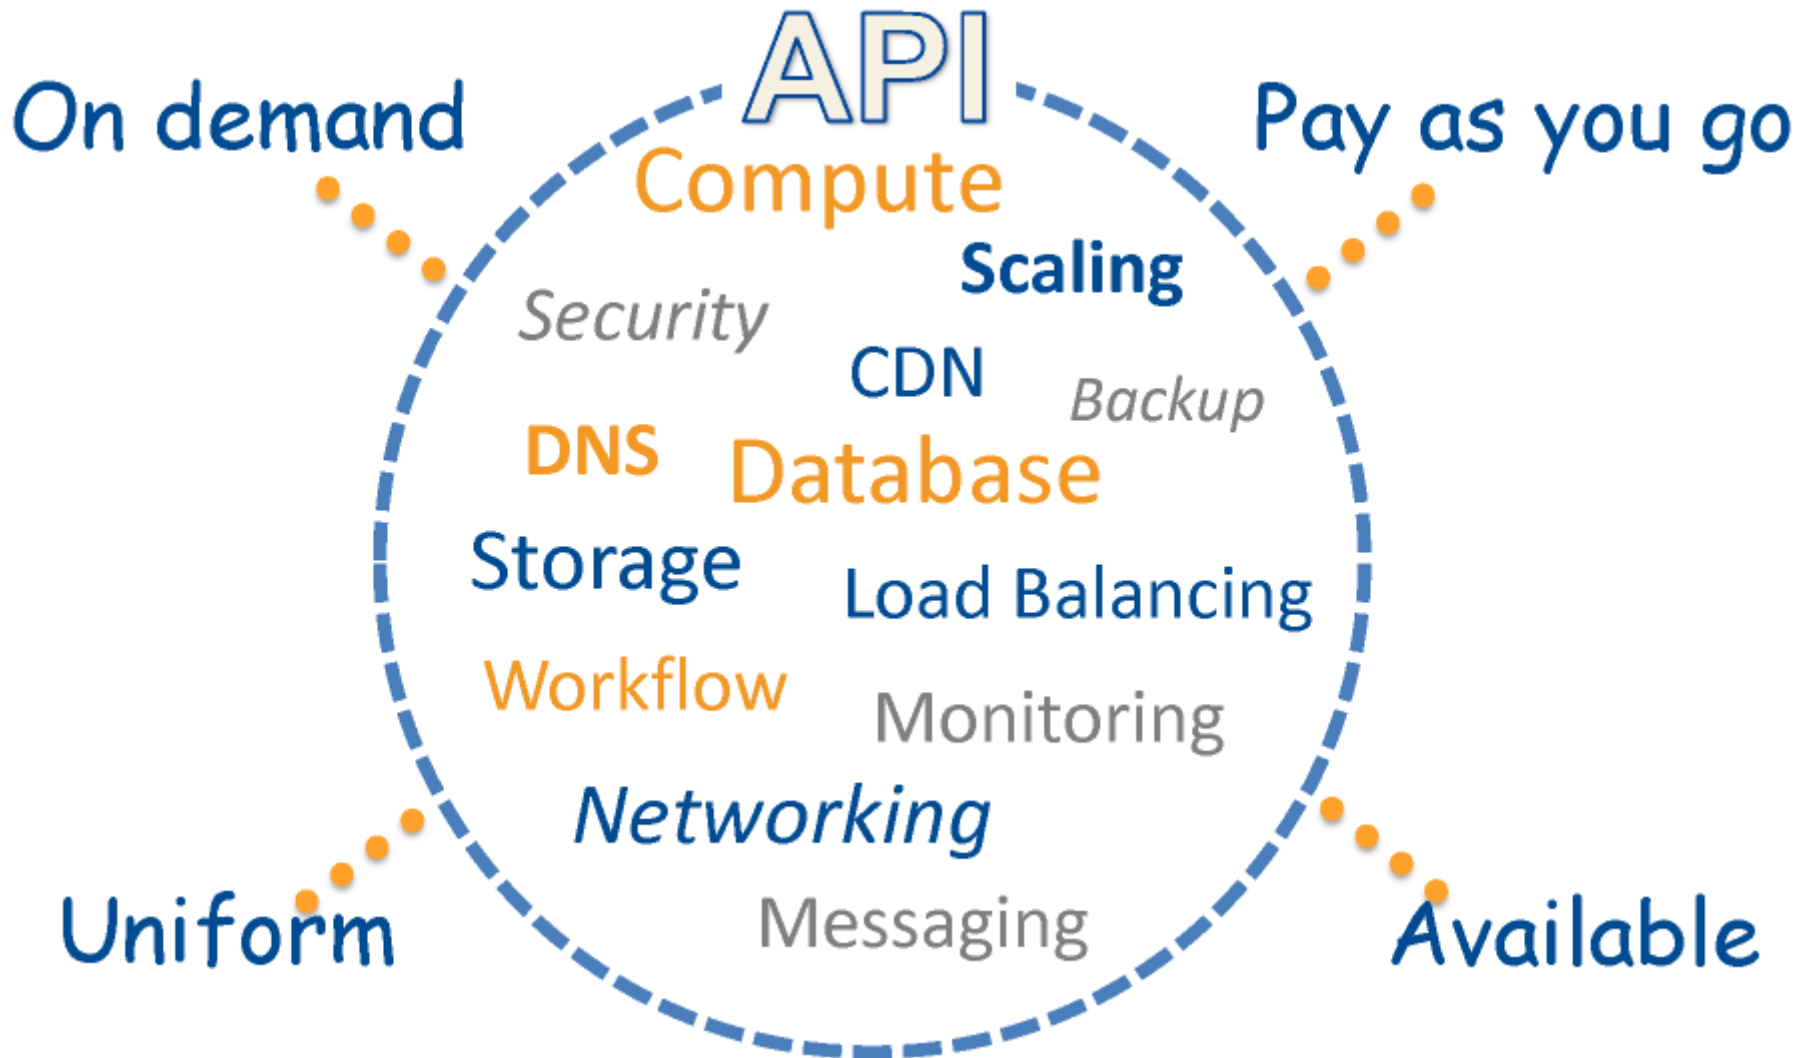 API
On demand
Pay as you go
Compute
Scaling
Security
CDN
Backup
DNS
Database
Storage
Load Balancing
Workflow
Monitoring
Networking
Messaging
Uniform
Available